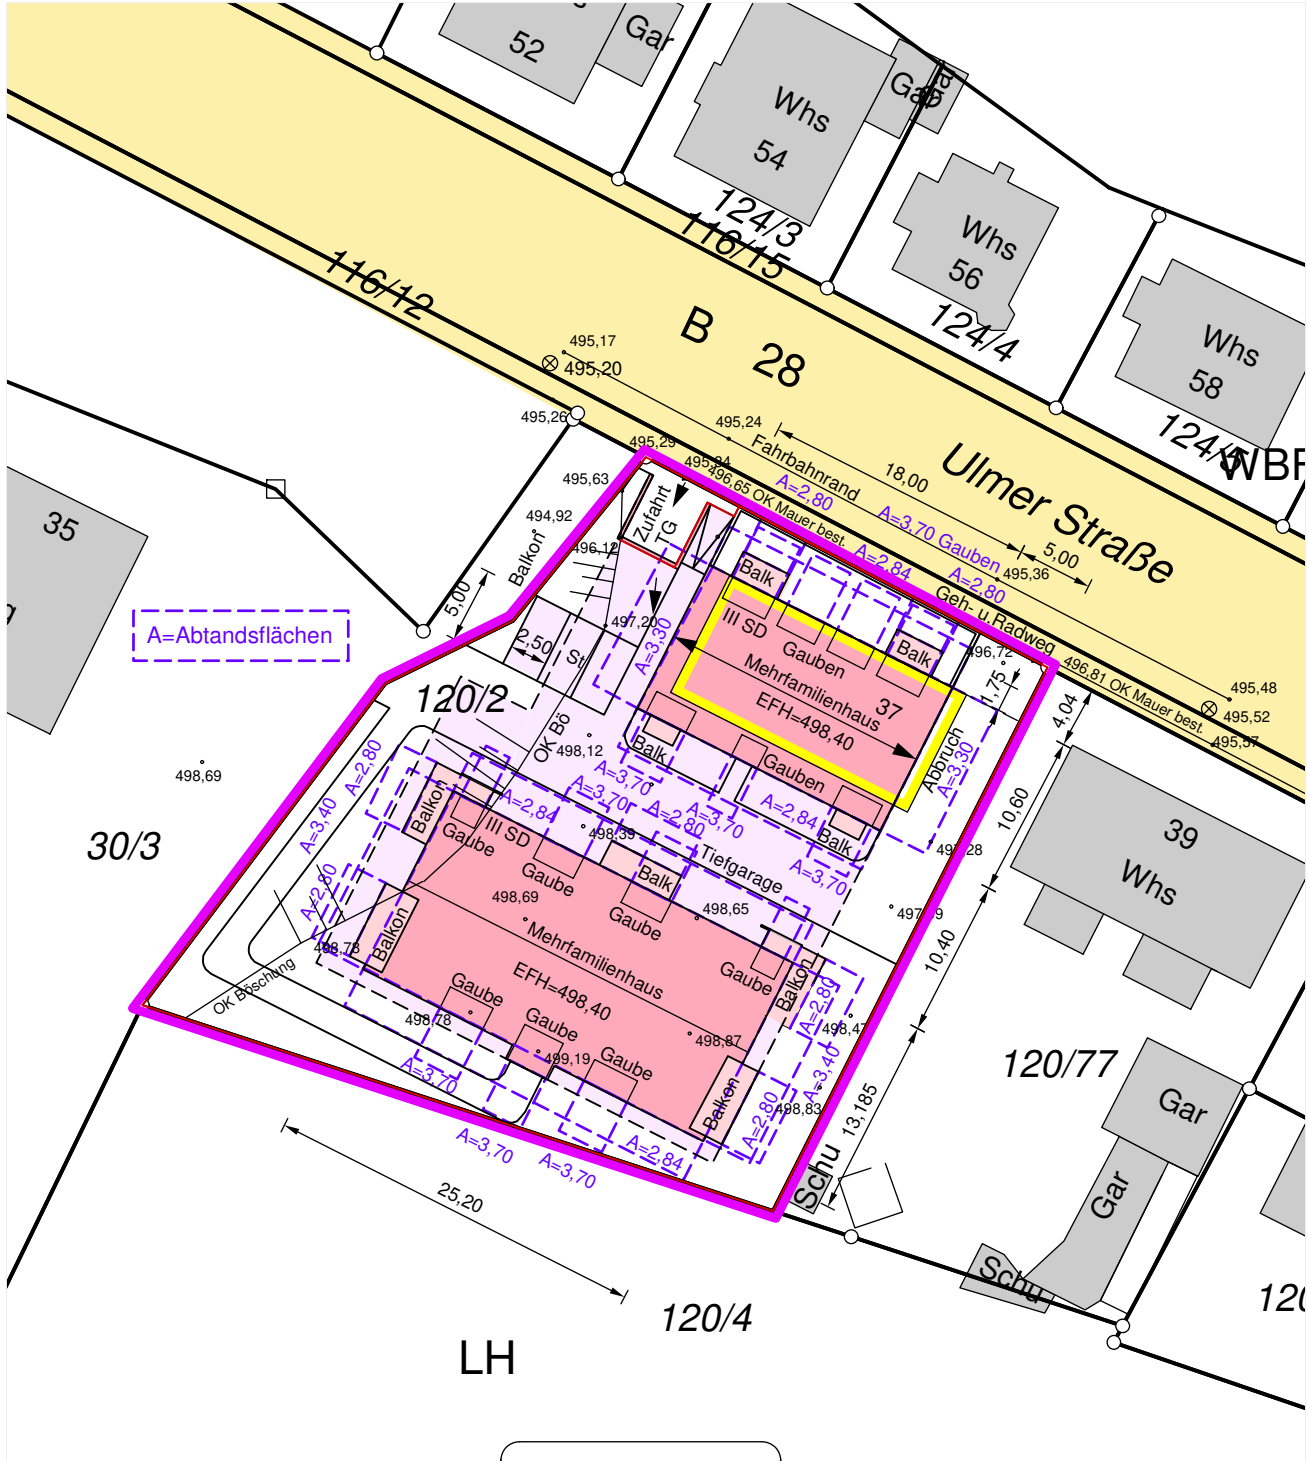 52
Gar
Whs
54
Gar
124/3
116/15
Whs
56
124/4
Whs
58
116/12
B 28
495,17
495,20
495,26
495,24
495,29
Fahrbahnrand
18,00
Ulmer Straße
WBF
495,63
495,84
496,65 OK Mauer best.
A=2,80
A=3,70 Gauben
A=2,84
A=2,80
5,00
495,36
Geh- u.Radweg
35
494,92
Balkon
496,12
Zufahrt
TG
A=Abtandsflächen
5,00
497,20
2,50
St
A=3,30
Balk
III SD
Gauben
Balk
Mehrfamilienhaus
37
EFH=498,40
496,72
1,75
496,81 OK Mauer best.
495,48
495,52
495,57
4,04
120/2
OK Bö
498,12
Balk
Gauben
Abbruch
A=3,30
498,69
A=2,80
A=3,70
A=3,70
A=2,84
A=2,80
A=3,70
A=2,84
Balk
A=3,70
10,60
39
Whs
30/3
A=3,40
Balkon
III SD
Gaube
498,39
Gaube
Balk
Tiefgarage
A=2,80
498,69
Gaube
498,65
498,78
Balkon
Mehrfamilienhaus
EFH=498,40
Gaube
Balkon
A=2,80
10,40
OK Böschung
Gaube
498,78
Gaube
499,19
Gaube
498,87
498,47
A=3,40
120/77
A=3,70
Balkon
A=2,80
498,83
13,185
Gar
A=3,70
A=3,70
A=2,84
Schu
Gar
25,20
Schu
120/4
LH